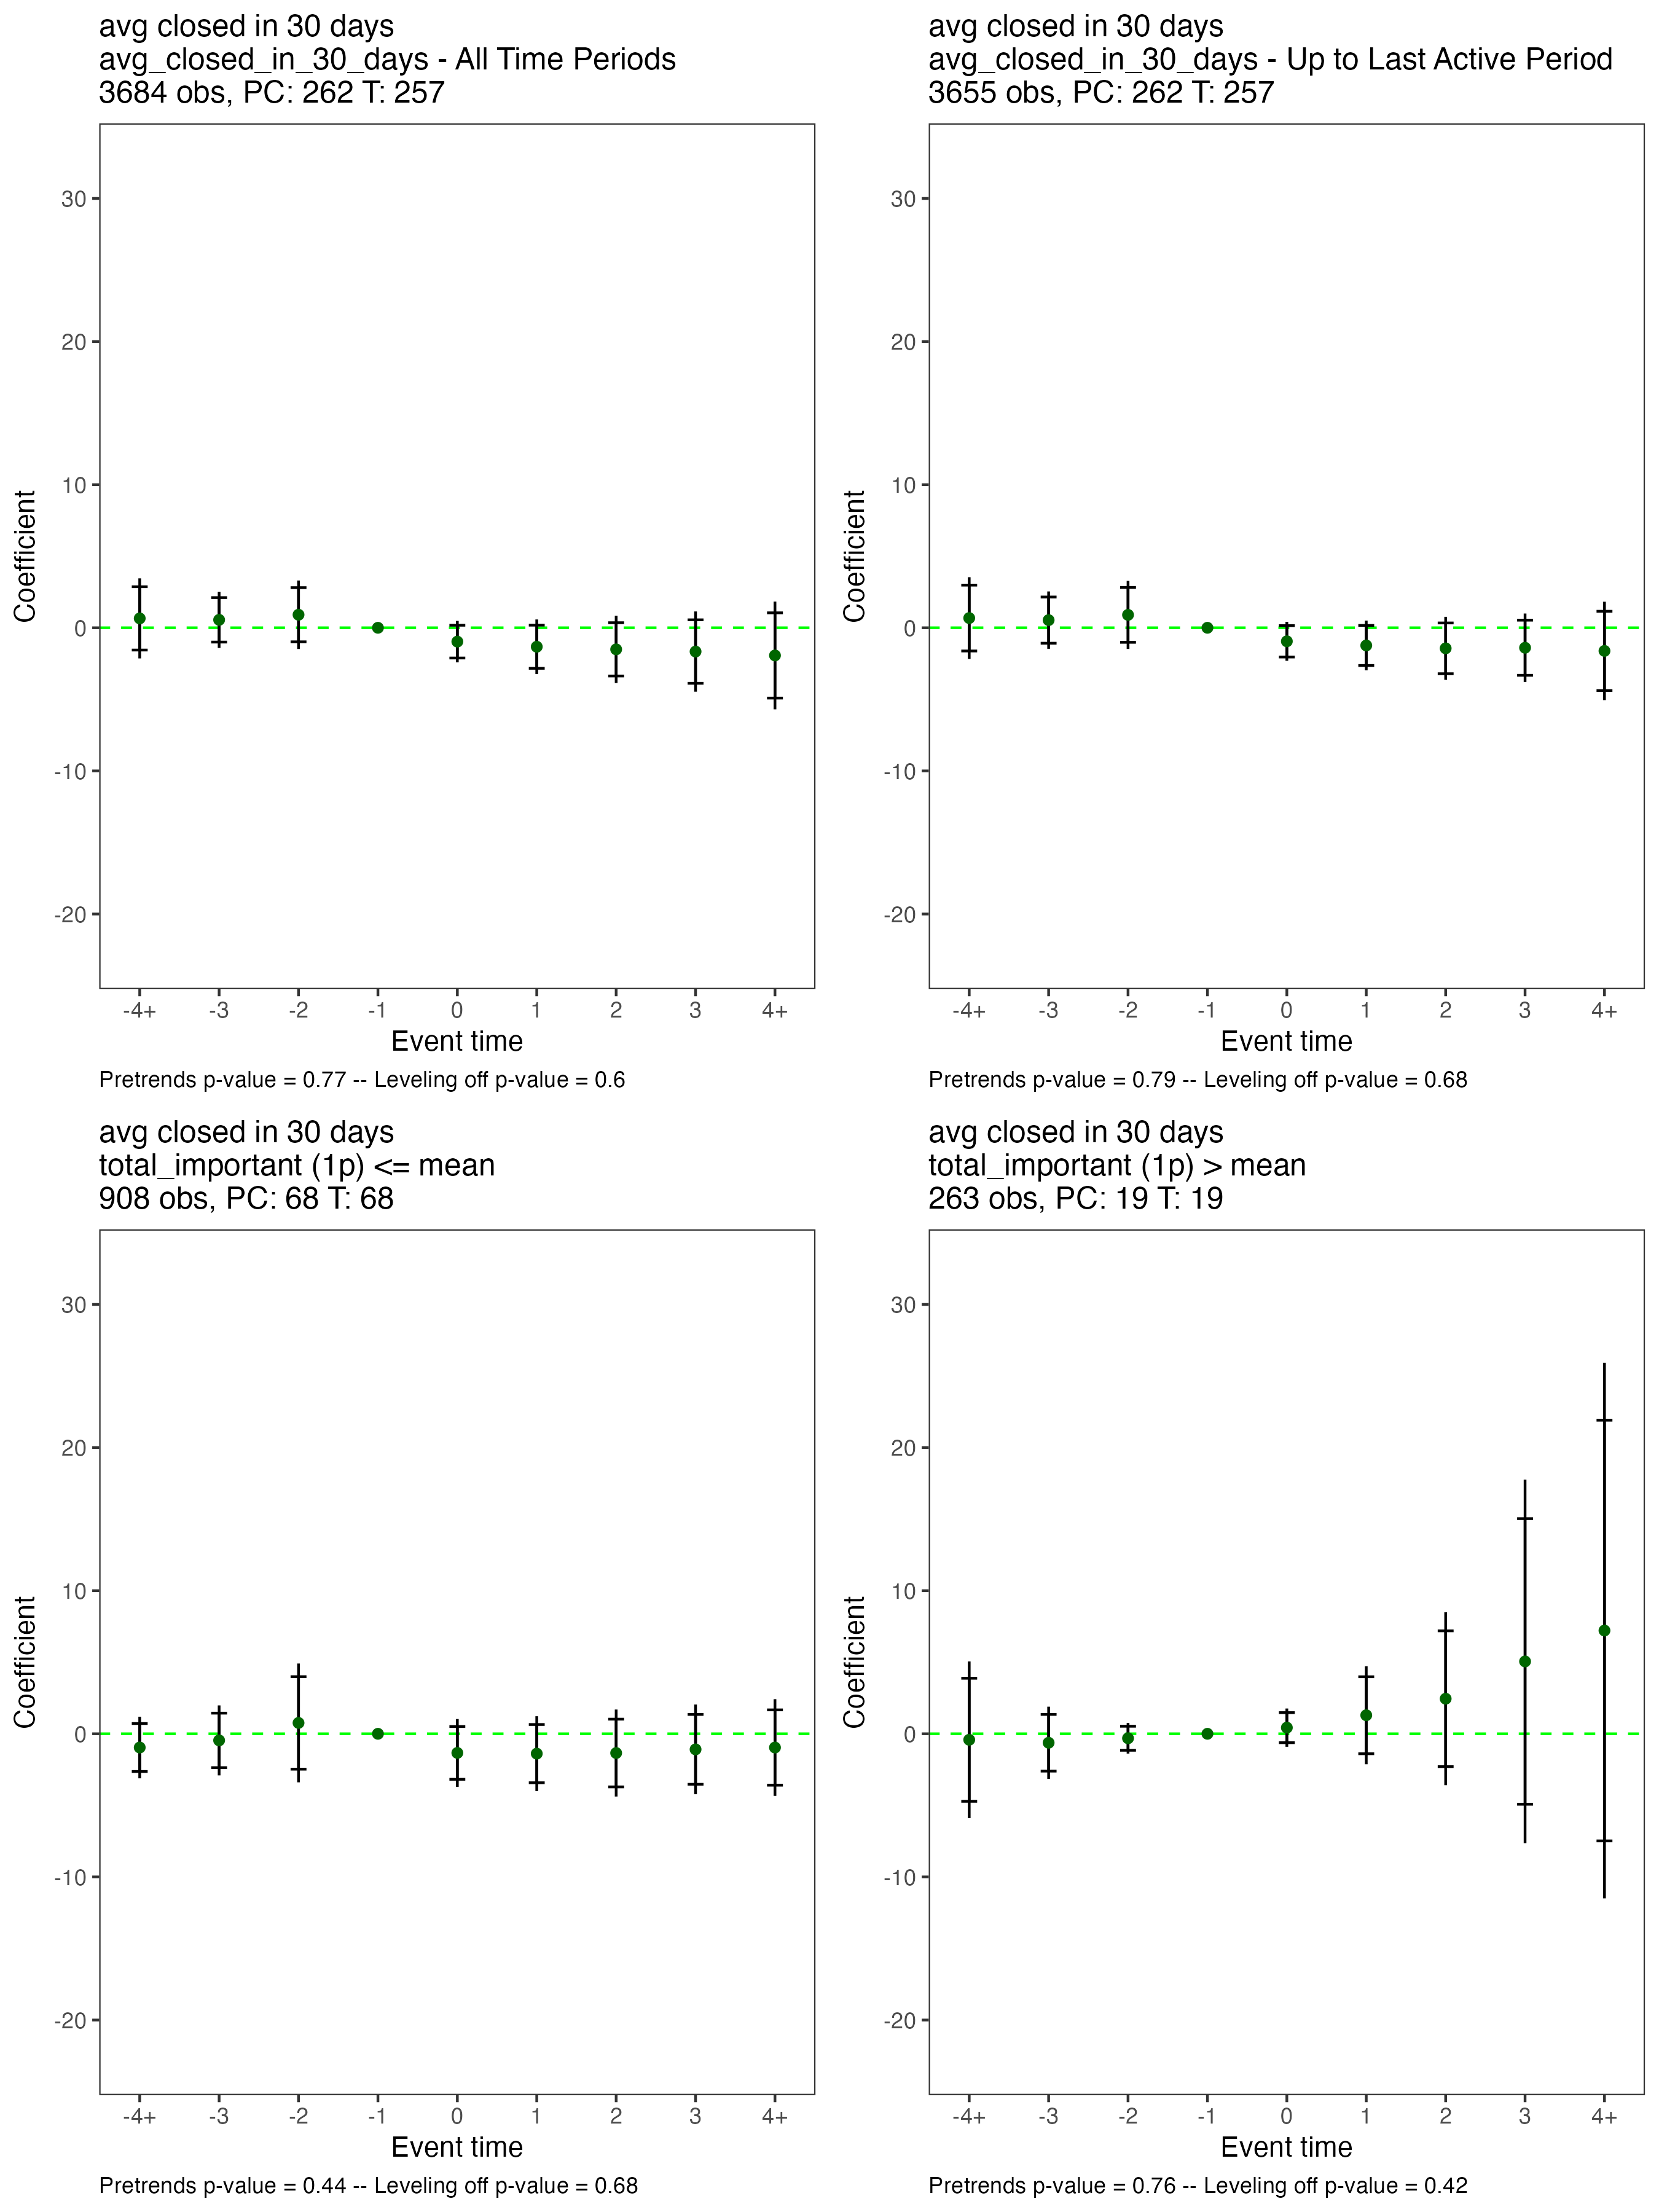 avg closed in 30 days
avg_closed_in_30_days - All Time Periods
3684 obs, PC: 262 T: 257
Coefficient
30
20
10
0
-10
-20
-4+ -3 -2 -1 0 1 2 3 4+
Event time
Pretrends p-value = 0.77 -- Leveling off p-value = 0.6
avg closed in 30 days
avg_closed_in_30_days - Up to Last Active Period
3655 obs, PC: 262 T: 257
Coefficient
30
20
10
0
-10
-20
-4+ -3 -2 -1 0 1 2 3 4+
Event time
Pretrends p-value = 0.79 -- Leveling off p-value = 0.68
avg closed in 30 days
total_important (1p) <= mean
908 obs, PC: 68 T: 68
Coefficient
30
20
10
0
-10
-20
-4+ -3 -2 -1 0 1 2 3 4+
Event time
Pretrends p-value = 0.44 -- Leveling off p-value = 0.68
avg closed in 30 days
total_important (1p) > mean
263 obs, PC: 19 T: 19
Coefficient
30
20
10
0
-10
-20
-4+ -3 -2 -1 0 1 2 3 4+
Event time
Pretrends p-value = 0.76 -- Leveling off p-value = 0.42